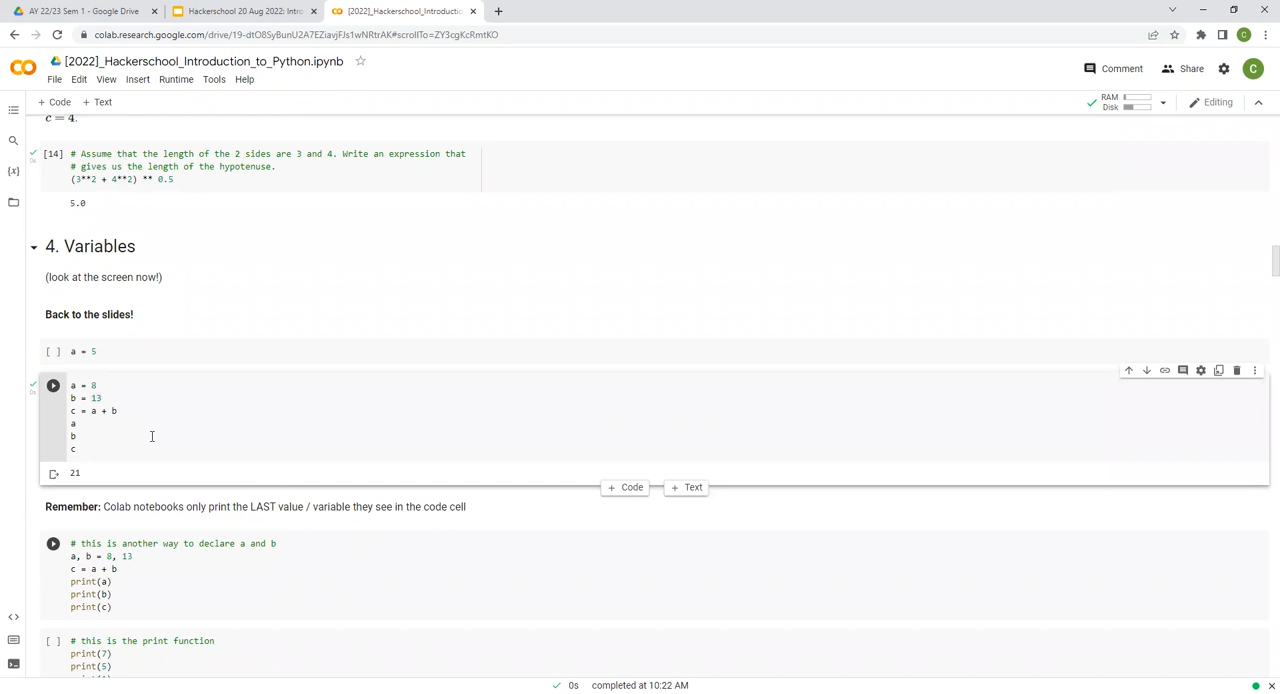 AY 22/23 Sem 1 - Google Drive
Hackerschool 20 Aug 2022: Intro
[2022]_Hackerschool_Introductio
colab.research.google.com/drive/19-dtO8SyBunU2A7EZiavjFJs1wNRtrAK#scrollTo=ZY3cgKcRmtKO
C
[2022]_Hackerschool_Introduction_to_Python.ipynb
File Edit View Insert Runtime Tools Help
Comment Share C
+ Code + Text
RAM
Disk
Editing
c = 4.
[14] # Assume that the length of the 2 sides are 3 and 4. Write an expression that
0s
# gives us the length of the hypotenuse.
(3**2 + 4**2) ** 0.5
5.0
4. Variables
(look at the screen now!)
Back to the slides!
[ ] a = 5
a = 8
0s
b = 13
c = a + b
a
b
c
21
+ Code + Text
Remember: Colab notebooks only print the LAST value / variable they see in the code cell
# this is another way to declare a and b
a, b = 8, 13
c = a + b
print(a)
print(b)
print(c)
[ ] # this is the print function
print(7)
print(5)
0s completed at 10:22 AM